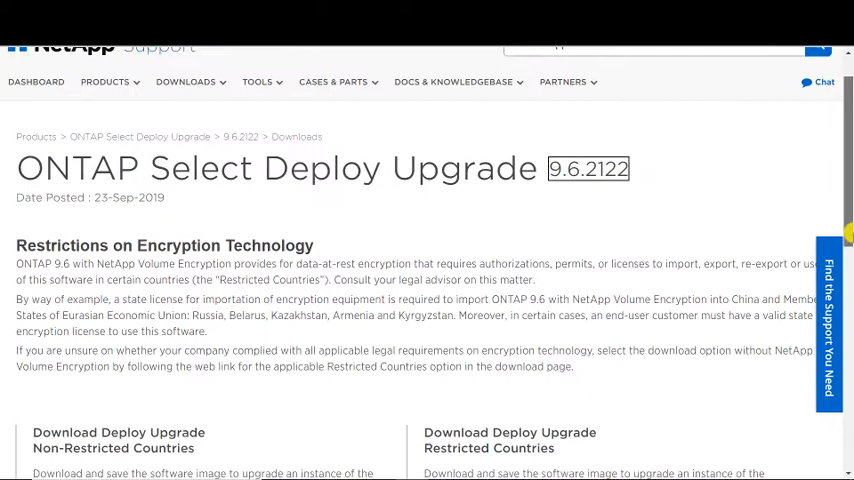 NetApp Support
DASHBOARD PRODUCTS DOWNLOADS TOOLS CASES & PARTS DOCS & KNOWLEDGEBASE PARTNERS Chat
Products > ONTAP Select Deploy Upgrade > 9.6.2122 > Downloads
ONTAP Select Deploy Upgrade 9.6.2122
Date Posted : 23-Sep-2019
Restrictions on Encryption Technology
ONTAP 9.6 with NetApp Volume Encryption provides for data-at-rest encryption that requires authorizations, permits, or licenses to import, export, re-export or use
of this software in certain countries (the “Restricted Countries”). Consult your legal advisor on this matter.
By way of example, a state license for importation of encryption equipment is required to import ONTAP 9.6 with NetApp Volume Encryption into China and Membe
States of Eurasian Economic Union: Russia, Belarus, Kazakhstan, Armenia and Kyrgyzstan. Moreover, in certain cases, an end-user customer must have a valid state
encryption license to use this software.
If you are unsure on whether your company complied with all applicable legal requirements on encryption technology, select the download option without NetApp
Volume Encryption by following the web link for the applicable Restricted Countries option in the download page.
Find the Support You Need
Download Deploy Upgrade
Non-Restricted Countries
Download and save the software image to upgrade an instance of the
Download Deploy Upgrade
Restricted Countries
Download and save the software image to upgrade an instance of the